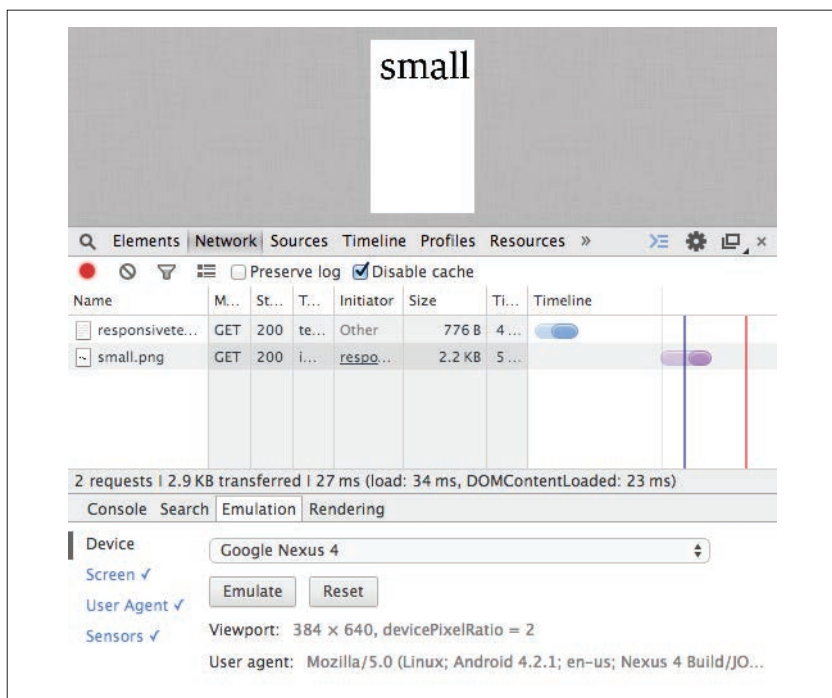 small
Elements Network Sources Timeline Profiles Resources »
Preserve log Disable cache
Name M... St... T... Initiator Size Ti... Timeline
responsivete... GET 200 te... Other 776 B 4 ...
small.png GET 200 i... respo... 2.2 KB 5 ...
2 requests | 2.9 KB transferred | 27 ms (load: 34 ms, DOMContentLoaded: 23 ms)
Console Search Emulation Rendering
Device Google Nexus 4
Screen ✓
Emulate Reset
User Agent ✓
Viewport: 384 × 640, devicePixelRatio = 2
Sensors ✓
User agent: Mozilla/5.0 (Linux; Android 4.2.1; en-us; Nexus 4 Build/JO...